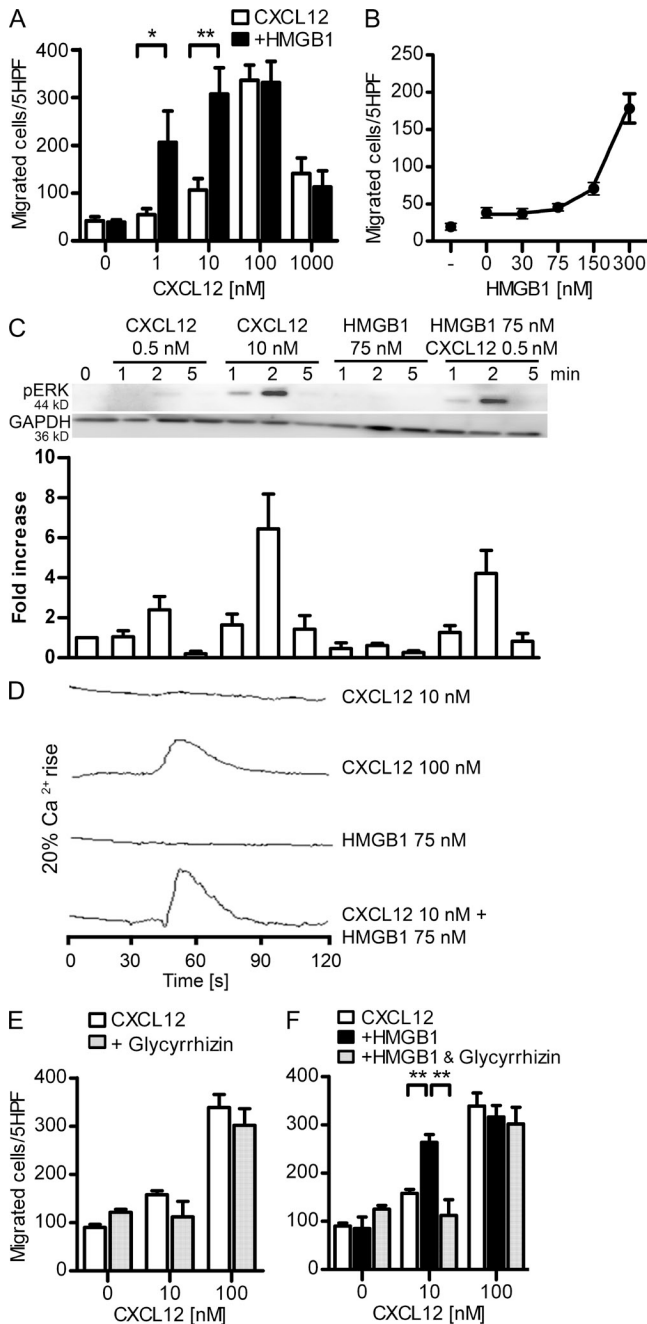 A
CXCL12
+HMGB1
*
**
Migrated cells/5HPF
400
300
200
100
0
0 1 10 100 1000
CXCL12 [nM]
B
Migrated cells/5HPF
250
200
150
100
50
0
- 0 30 75 150 300
HMGB1 [nM]
C
CXCL12 CXCL12 HMGB1 HMGB1 75 nM
0.5 nM 10 nM 75 nM CXCL12 0.5 nM
0 1 2 5 1 2 5 1 2 5 1 2 5 min
pERK
44 kD
GAPDH
36 kD
Fold increase
10
8
6
4
2
0
D
20% Ca 2+ rise
CXCL12 10 nM
CXCL12 100 nM
HMGB1 75 nM
CXCL12 10 nM +
HMGB1 75 nM
0 30 60 90 120
Time [s]
E
CXCL12
+ Glycyrrhizin
Migrated cells/5HPF
400
300
200
100
0
0 10 100
CXCL12 [nM]
F
CXCL12
+HMGB1
+HMGB1 & Glycyrrhizin
** **
400
300
200
100
0
0 10 100
CXCL12 [nM]